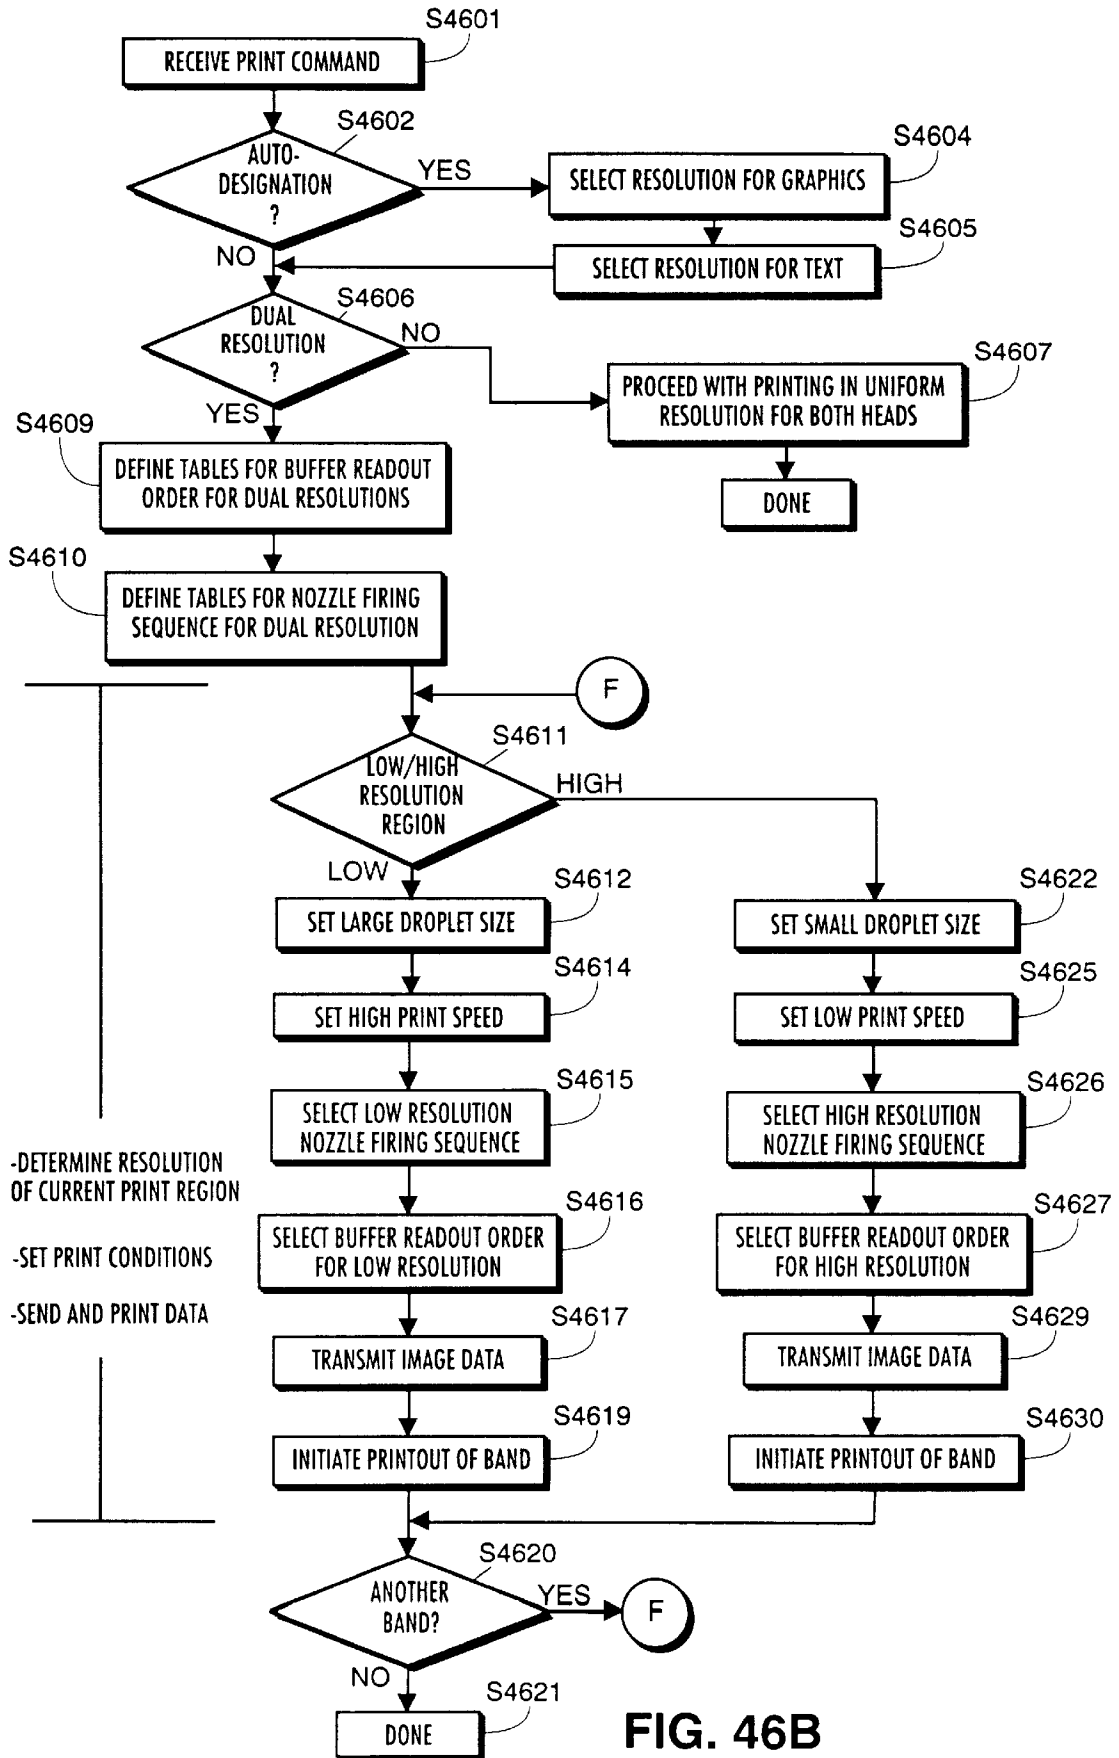 S4601
RECEIVE PRINT COMMAND
S4602
AUTO-
DESIGNATION
?
YES
NO
S4604
SELECT RESOLUTION FOR GRAPHICS
S4605
SELECT RESOLUTION FOR TEXT
S4606
DUAL
RESOLUTION
?
NO
YES
S4607
PROCEED WITH PRINTING IN UNIFORM
RESOLUTION FOR BOTH HEADS
DONE
S4609
DEFINE TABLES FOR BUFFER READOUT
ORDER FOR DUAL RESOLUTIONS
S4610
DEFINE TABLES FOR NOZZLE FIRING
SEQUENCE FOR DUAL RESOLUTION
F
S4611
LOW/HIGH
RESOLUTION
REGION
HIGH
LOW
S4612
SET LARGE DROPLET SIZE
S4614
SET HIGH PRINT SPEED
S4615
SELECT LOW RESOLUTION
NOZZLE FIRING SEQUENCE
S4616
SELECT BUFFER READOUT ORDER
FOR LOW RESOLUTION
S4617
TRANSMIT IMAGE DATA
S4619
INITIATE PRINTOUT OF BAND
S4622
SET SMALL DROPLET SIZE
S4625
SET LOW PRINT SPEED
S4626
SELECT HIGH RESOLUTION
NOZZLE FIRING SEQUENCE
S4627
SELECT BUFFER READOUT ORDER
FOR HIGH RESOLUTION
S4629
TRANSMIT IMAGE DATA
S4630
INITIATE PRINTOUT OF BAND
-DETERMINE RESOLUTION
OF CURRENT PRINT REGION
-SET PRINT CONDITIONS
-SEND AND PRINT DATA
S4620
ANOTHER
BAND?
YES
F
NO
S4621
DONE
FIG. 46B